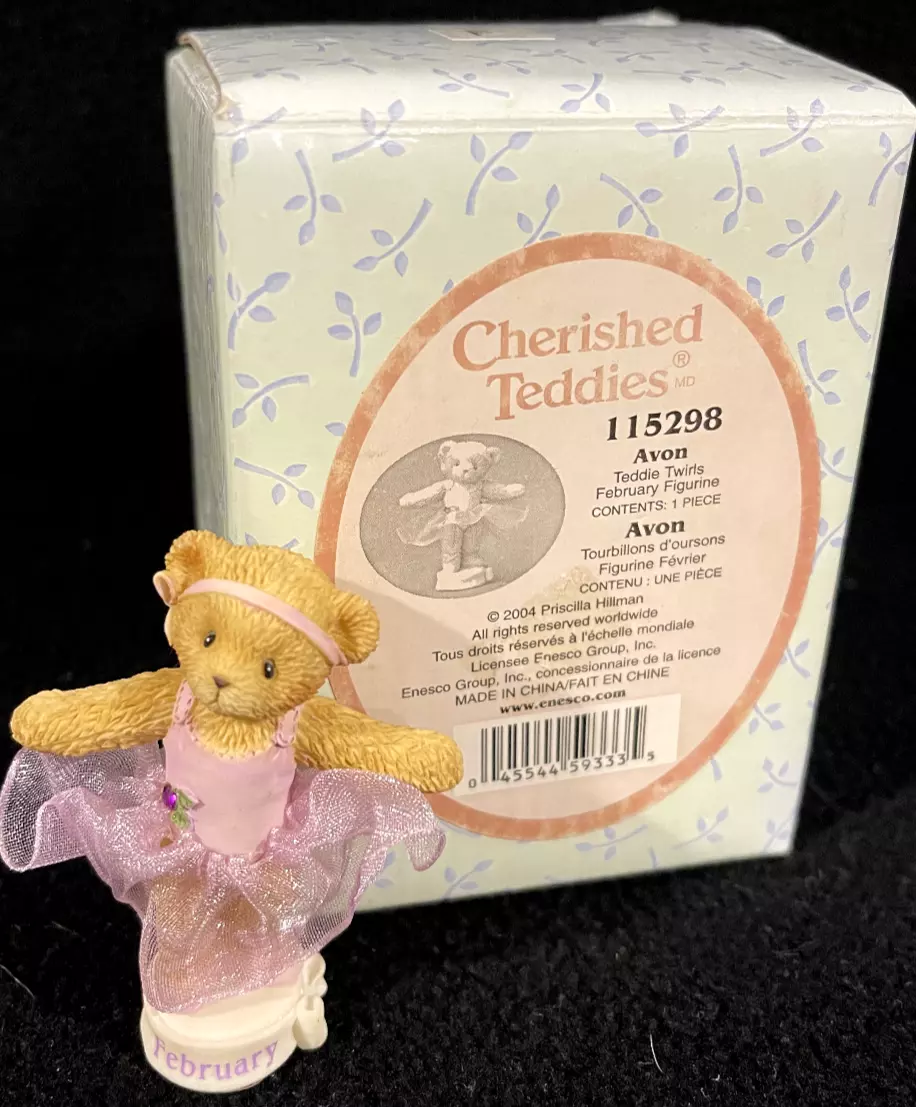 Cherished
Teddies® MD
115298
Avon
Teddie Twirls
February Figurine
CONTENTS: 1 PIECE
Avon
Tourbillons d'oursons
Figurine Février
CONTENU : UNE PIÈCE
© 2004 Priscilla Hillman
All rights reserved worldwide
Tous droits réservés à l'échelle mondiale
Licensee Enesco Group, Inc.
Enesco Group, Inc., concessionnaire de la licence
MADE IN CHINA/FAIT EN CHINE
www.enesco.com
0 45544 59333 5
February